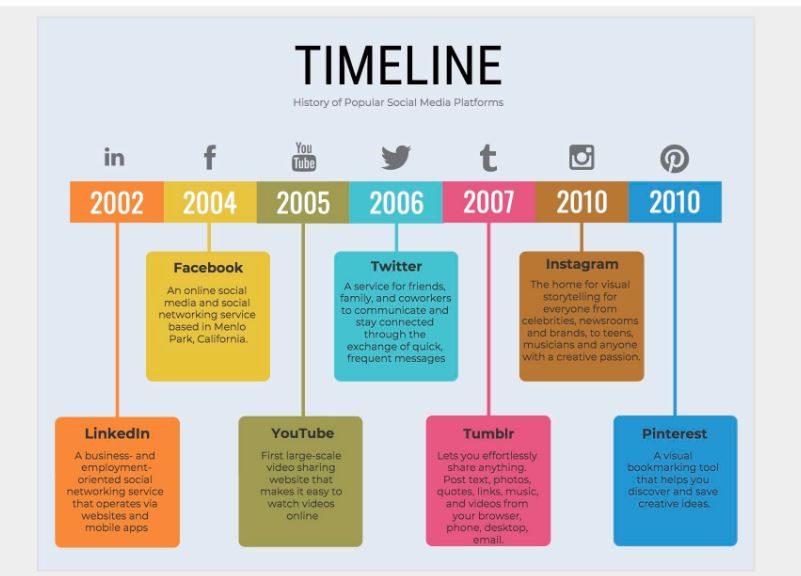 TIMELINE
History of Popular Social Media Platforms
in
f
You
Tube
t
2002
2004
2005
2006
2007
2010
2010
Facebook
An online social
media and social
networking service
based in Menlo
Park, California.
Twitter
A service for friends,
family, and coworkers
to communicate and
stay connected
through the
exchange of quick,
frequent messages
Instagram
The home for visual
storytelling for
everyone from
celebrities, newsrooms
and brands, to teens,
musicians and anyone
with a creative passion.
LinkedIn
A business- and
employment-
oriented social
networking service
that operates via
websites and
mobile apps
YouTube
First large-scale
video sharing
website that
makes it easy to
watch videos
online
Tumblr
Lets you effortlessly
share anything.
Post text, photos,
quotes, links, music,
and videos from
your browser,
phone, desktop,
email.
Pinterest
A visual
bookmarking tool
that helps you
discover and save
creative ideas.